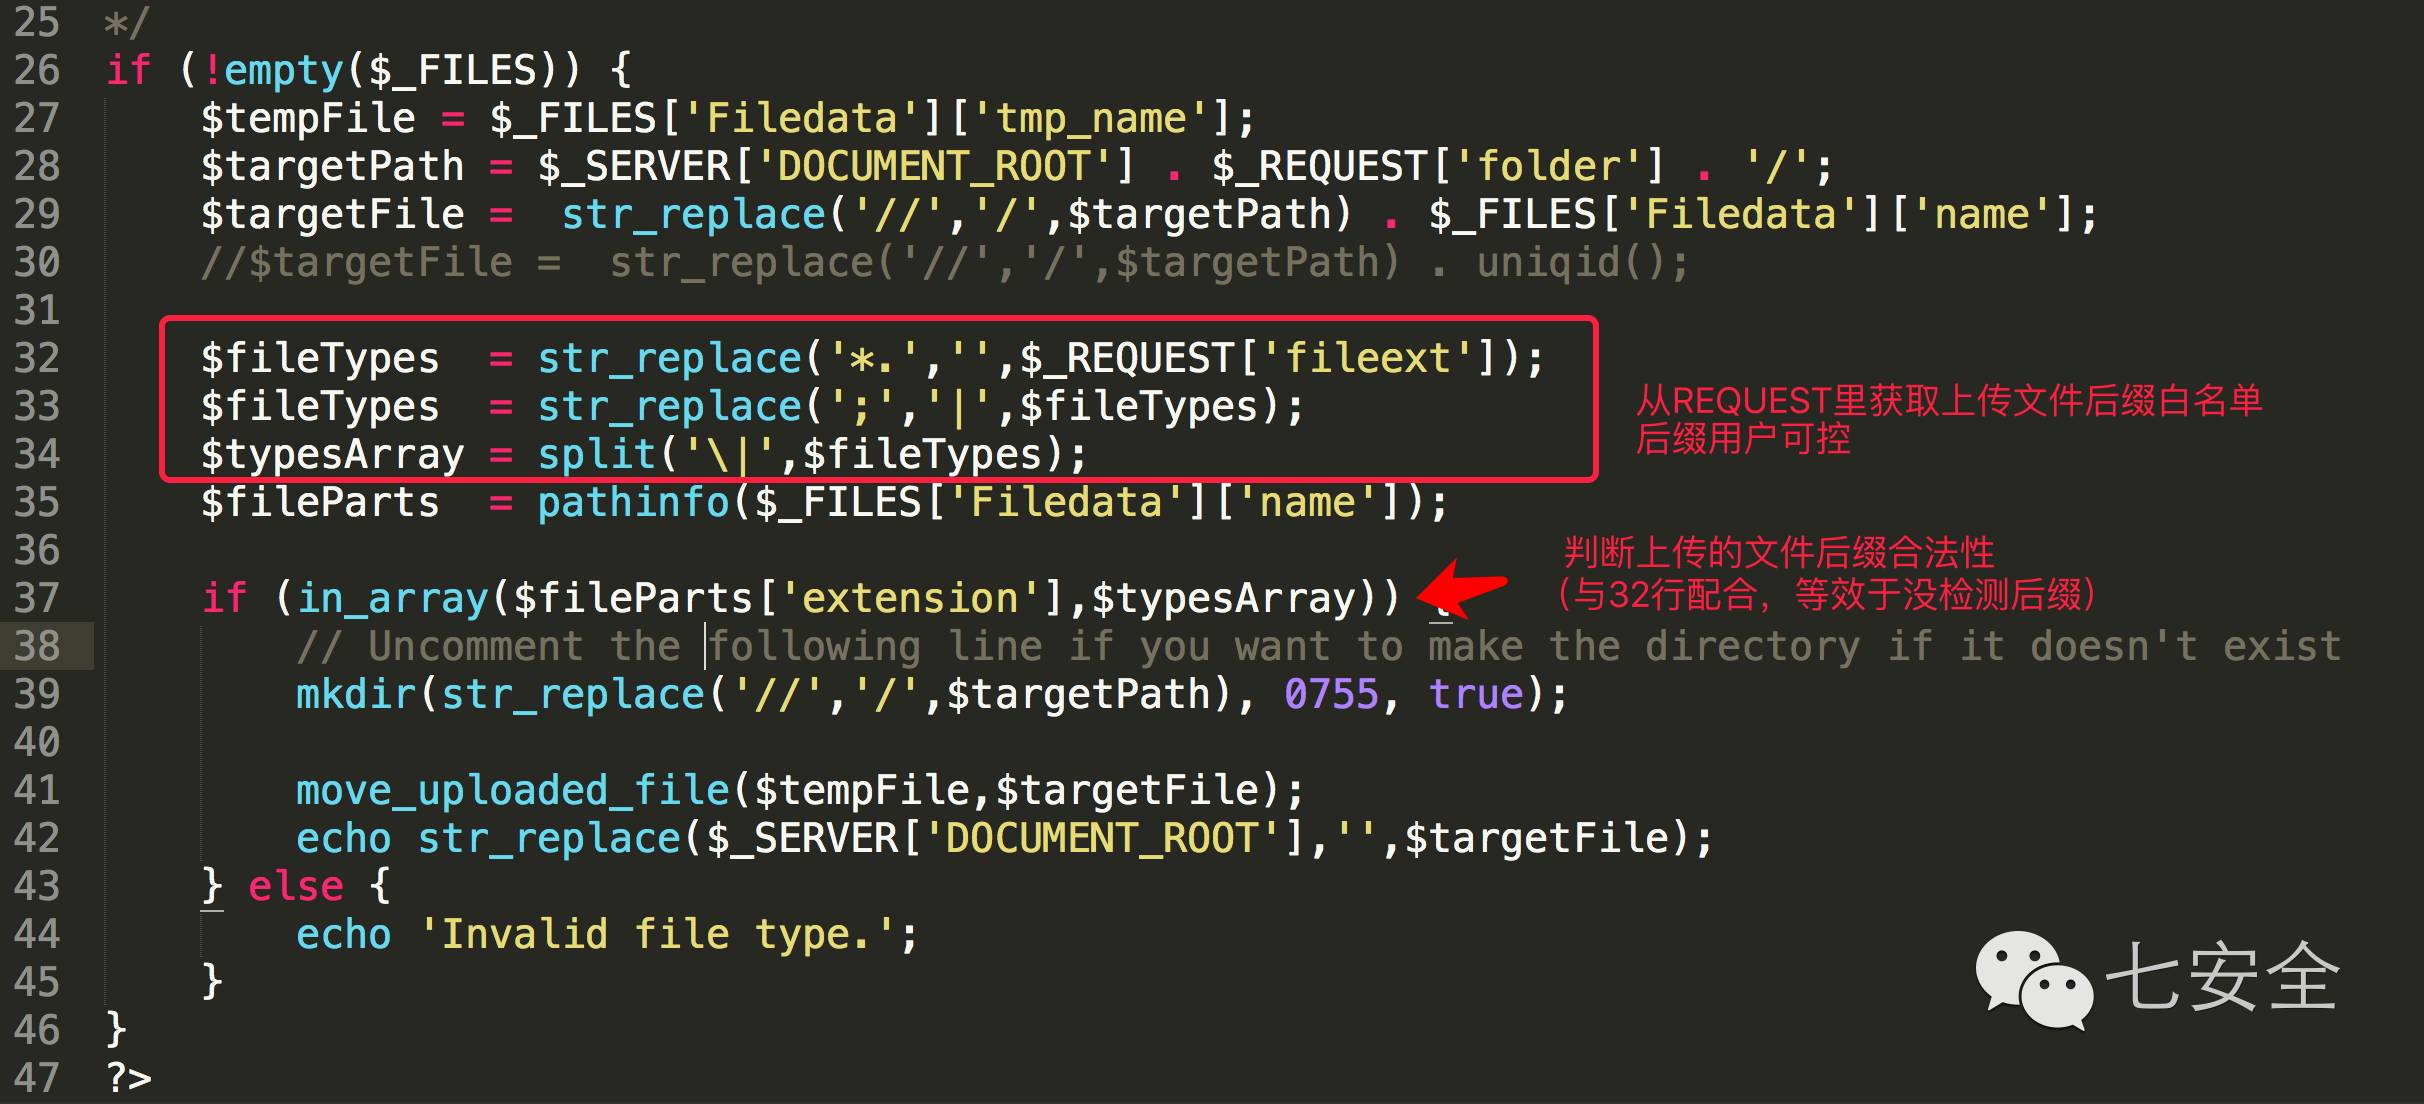 25 */
26 if (!empty($_FILES)) {
27 $tempFile = $_FILES['Filedata']['tmp_name'];
28 $targetPath = $_SERVER['DOCUMENT_ROOT'] . $_REQUEST['folder'] . '/';
29 $targetFile =  str_replace('//','/',$targetPath) . $_FILES['Filedata']['name'];
30 //$targetFile =  str_replace('//','/',$targetPath) . uniqid();
31
32 $fileTypes  = str_replace('*.','',$_REQUEST['fileext']);
33 $fileTypes  = str_replace(';','|',$fileTypes);
从REQUEST里获取上传文件后缀白名单
后缀用户可控
34 $typesArray = split('\|',$fileTypes);
35 $fileParts  = pathinfo($_FILES['Filedata']['name']);
36
判断上传的文件后缀合法性
(与32行配合，等效于没检测后缀)
37 if (in_array($fileParts['extension'],$typesArray)) {
38 // Uncomment the following line if you want to make the directory if it doesn't exist
39 mkdir(str_replace('//','/',$targetPath), 0755, true);
40
41 move_uploaded_file($tempFile,$targetFile);
42 echo str_replace($_SERVER['DOCUMENT_ROOT'],'',$targetFile);
43 } else {
44 echo 'Invalid file type.';
45 }
46 }
47 ?>
七安全